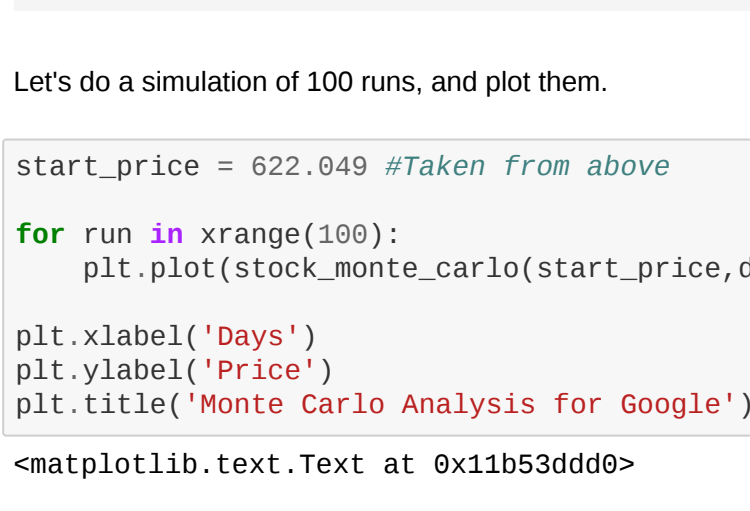 Let's do a simulation of 100 runs, and plot them.
start_price = 622.049 #Taken from above
for run in xrange(100):
    plt.plot(stock_monte_carlo(start_price,d
plt.xlabel('Days')
plt.ylabel('Price')
plt.title('Monte Carlo Analysis for Google')
<matplotlib.text.Text at 0x11b53ddd0>